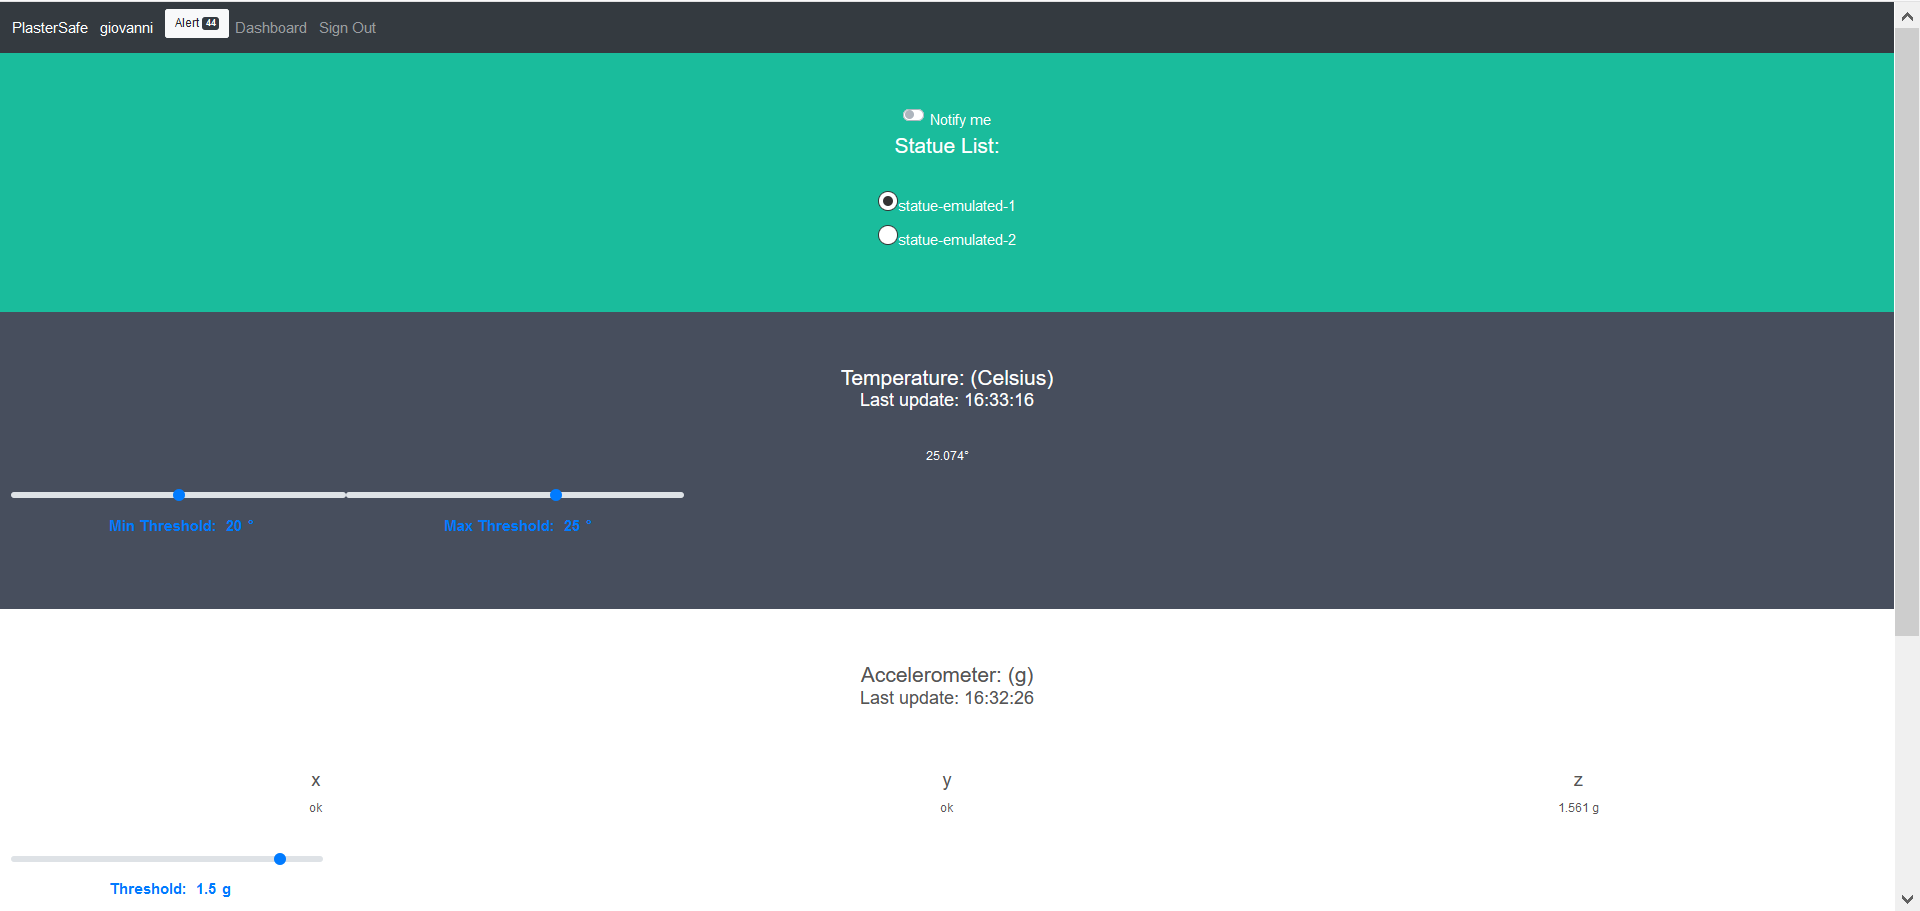 PlasterSafe giovanni Alert 44 Dashboard Sign Out
Notify me
Statue List:
statue-emulated-1
statue-emulated-2
Temperature: (Celsius)
Last update: 16:33:16
25.074°
Min Threshold: 20 ° Max Threshold: 25 °
Accelerometer: (g)
Last update: 16:32:26
x y z
ok ok 1.561 g
Threshold: 1.5 g